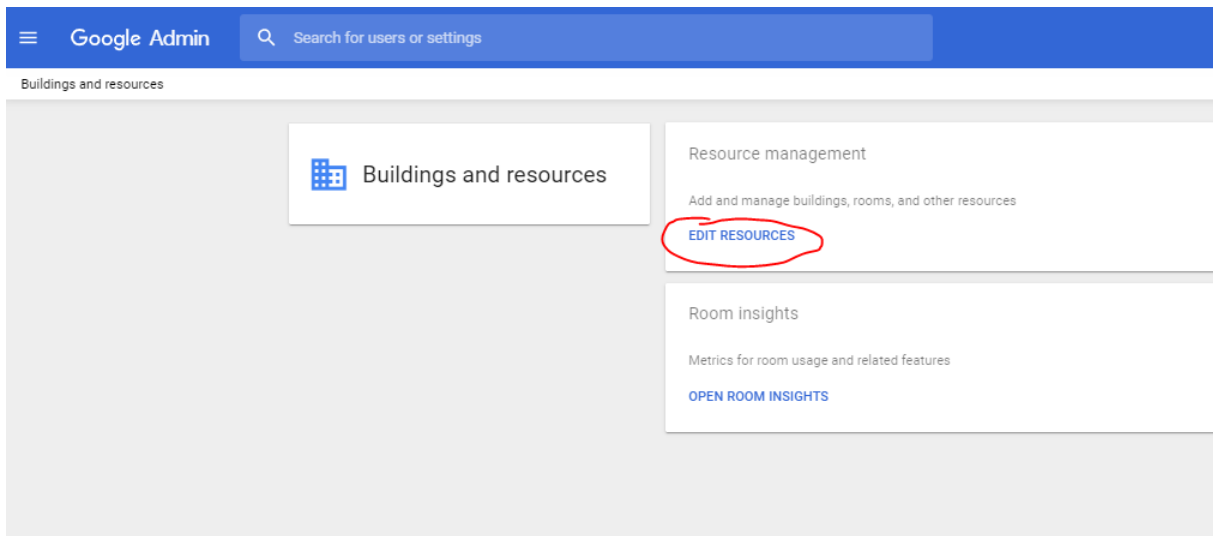 Google Admin
Search for users or settings
Buildings and resources
Buildings and resources
Resource management
Add and manage buildings, rooms, and other resources
EDIT RESOURCES
Room insights
Metrics for room usage and related features
OPEN ROOM INSIGHTS